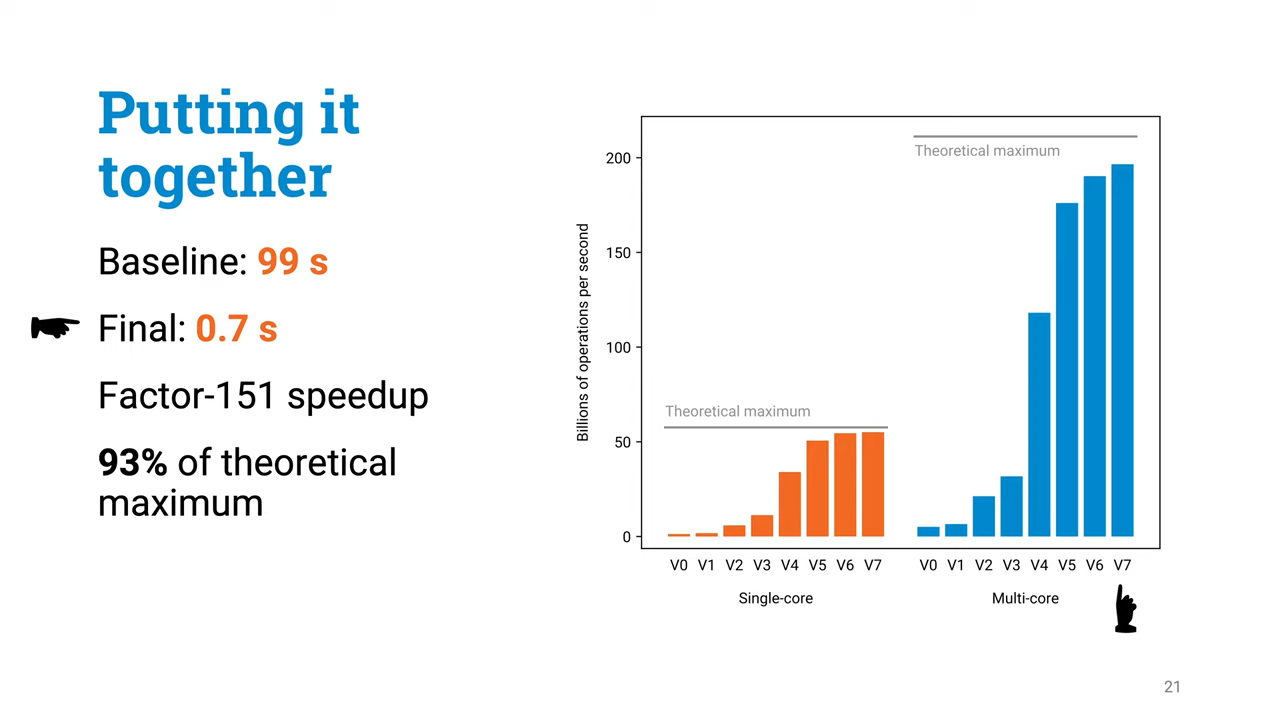 Putting it
together
Baseline: 99 s
Final: 0.7 s
Factor-151 speedup
93% of theoretical
maximum
Billions of operations per second
200
150
100
50
0
Theoretical maximum
Theoretical maximum
V0 V1 V2 V3 V4 V5 V6 V7
Single-core
V0 V1 V2 V3 V4 V5 V6 V7
Multi-core
21